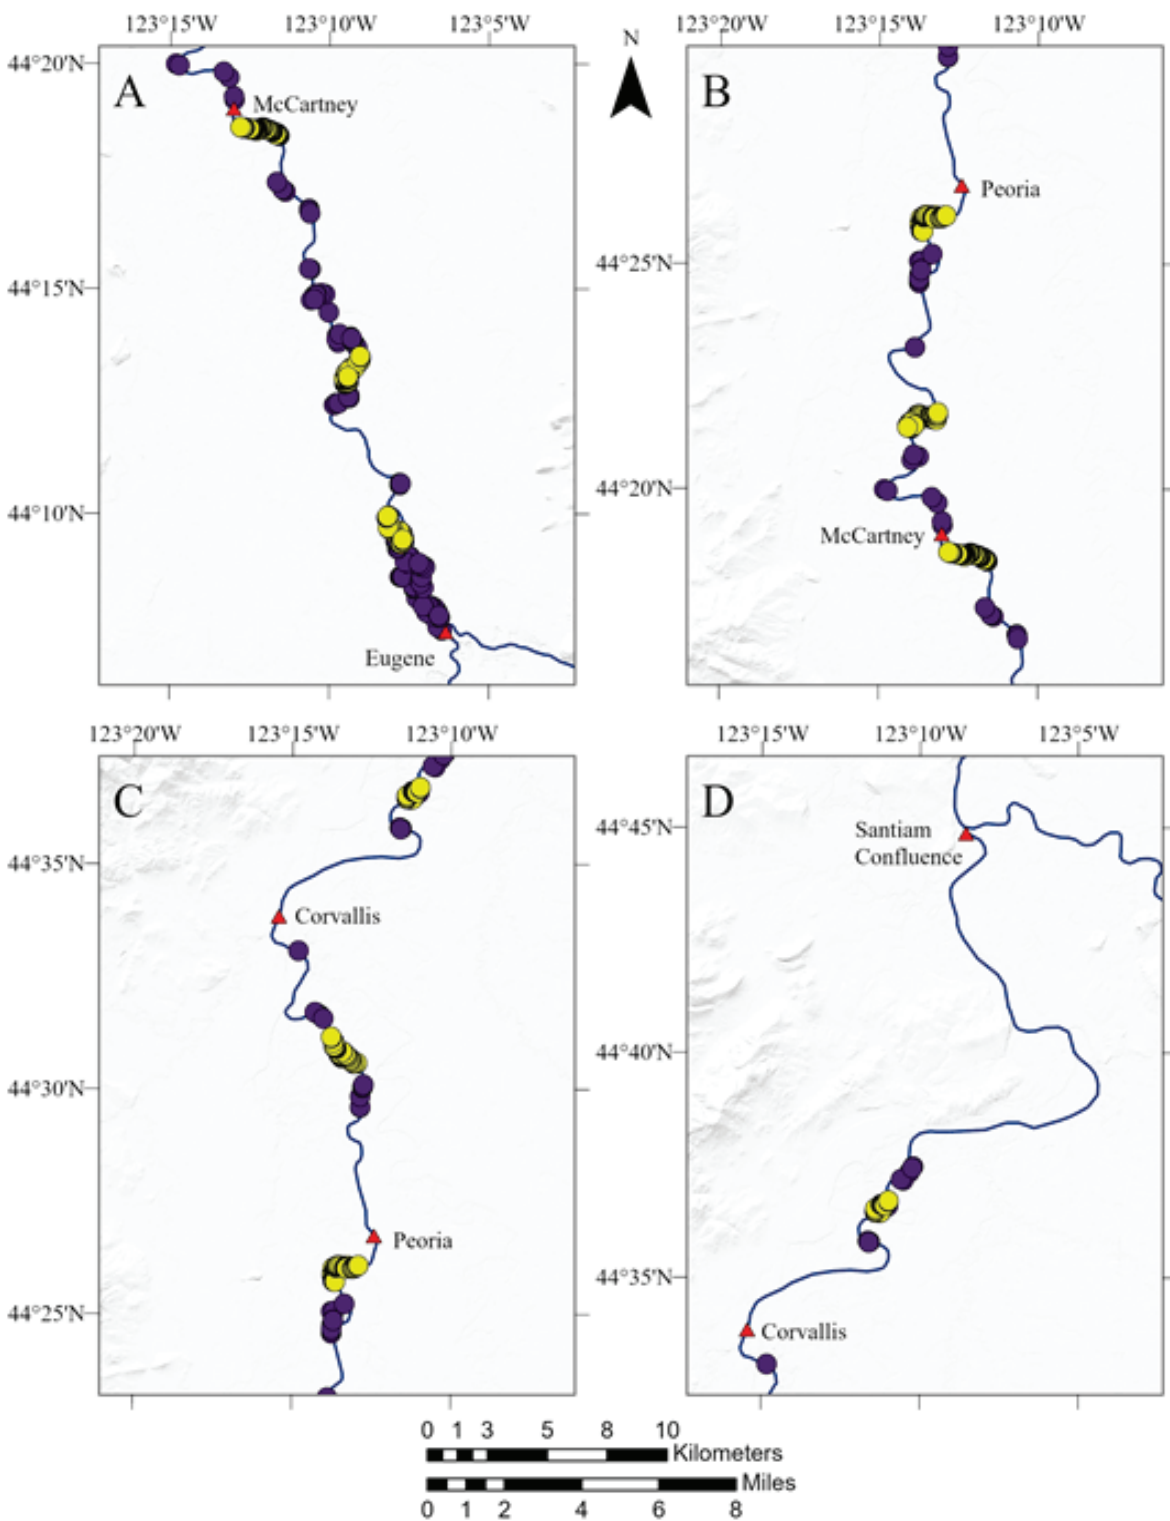 123°15'W 123°10'W 123°5'W
123°20'W 123°15'W 123°10'W
N
44°20'N
A
McCartney
44°15'N
44°10'N
Eugene
B
Peoria
44°25'N
44°20'N
McCartney
123°20'W 123°15'W 123°10'W
123°15'W 123°10'W 123°5'W
C
44°35'N
Corvallis
44°30'N
Peoria
44°25'N
D
44°45'N
Santiam
Confluence
44°40'N
44°35'N
Corvallis
0 1 3 5 8 10
Kilometers
Miles
0 1 2 4 6 8